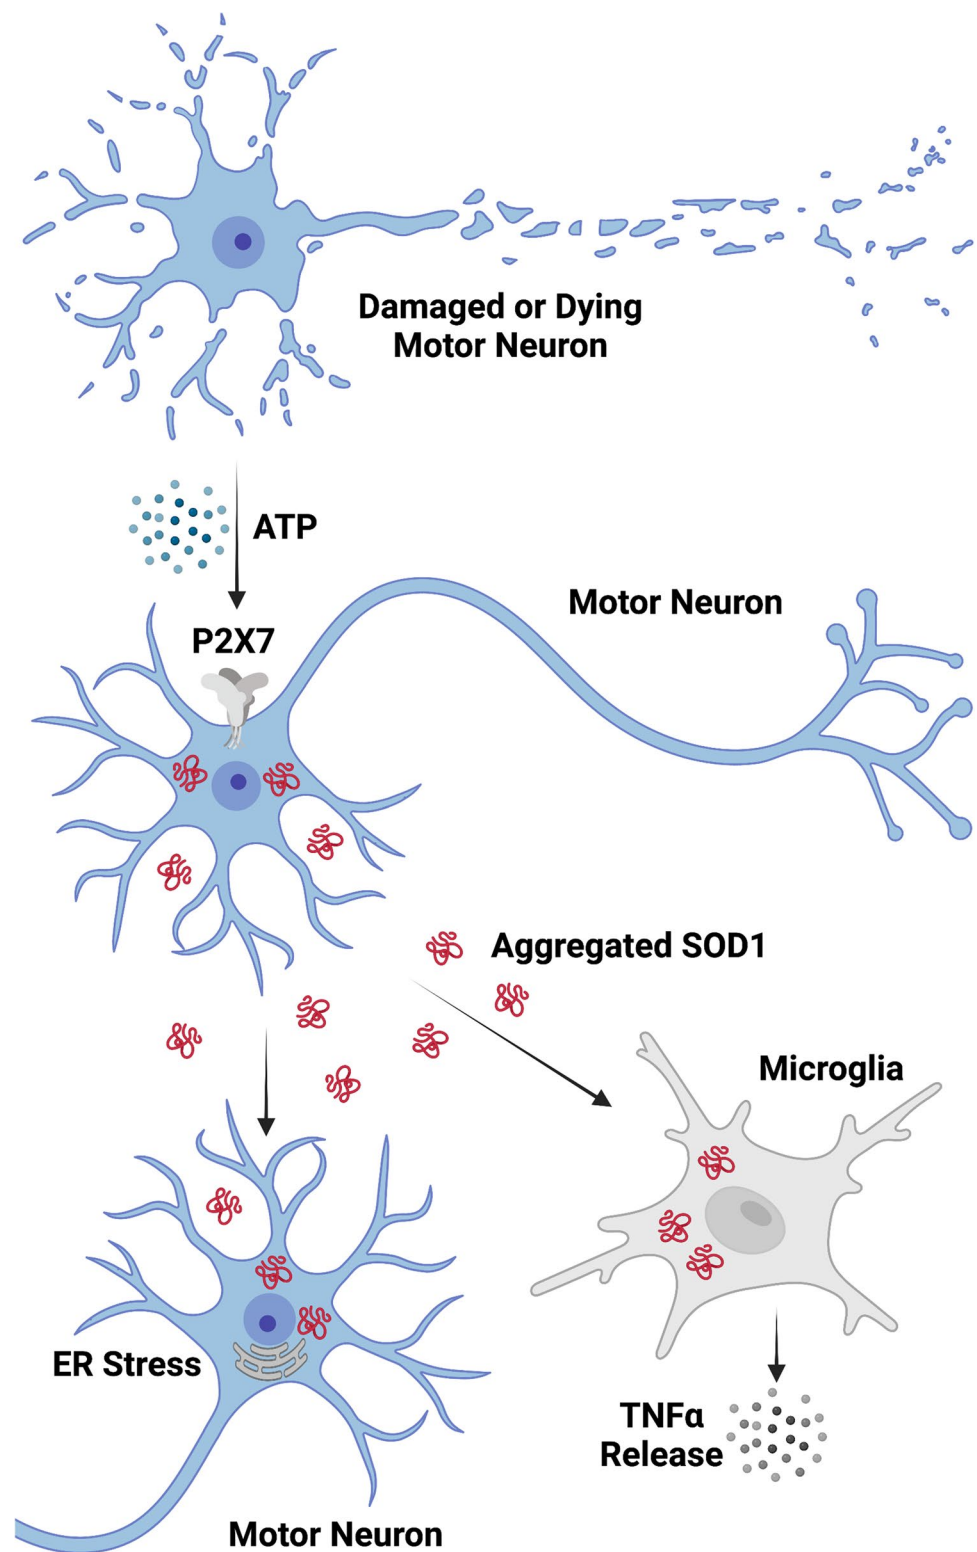 Damaged or Dying
Motor Neuron
ATP
Motor Neuron
P2X7
Aggregated SOD1
Microglia
ER Stress
TNFα
Release
Motor Neuron